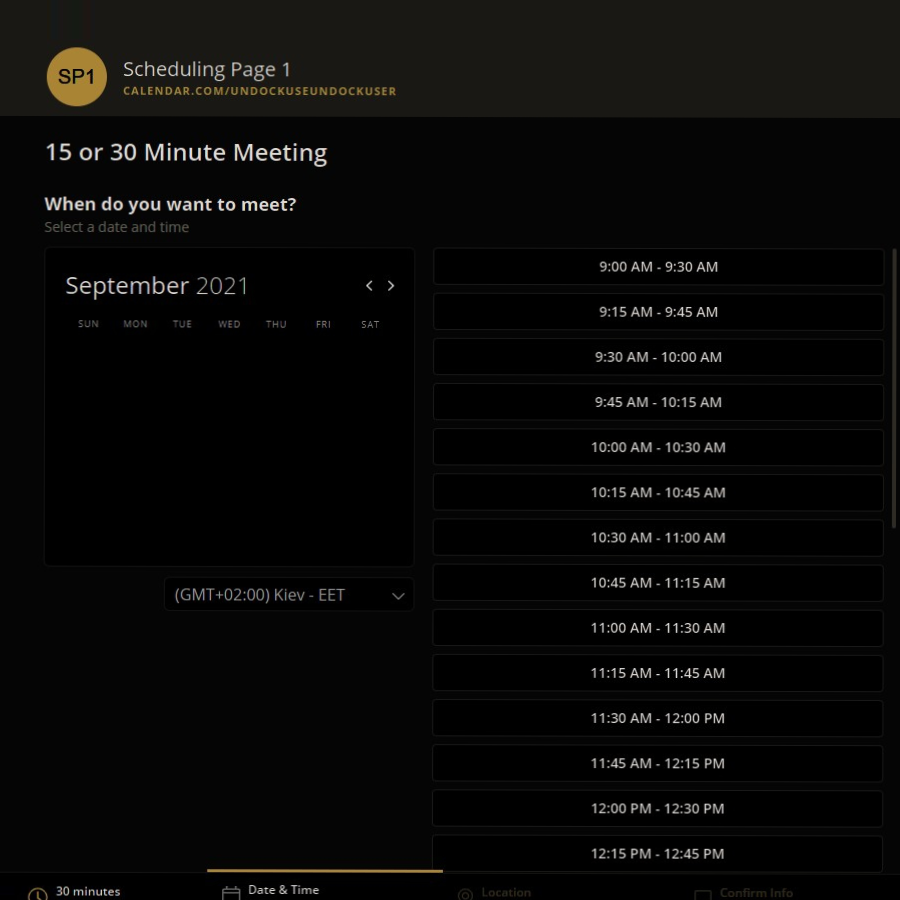 SP1
Scheduling Page 1
CALENDAR.COM/UNDOCKUSEUNDOCKUSER
15 or 30 Minute Meeting
When do you want to meet?
Select a date and time
September 2021
SUN MON TUE WED THU FRI SAT
(GMT+02:00) Kiev - EET
9:00 AM - 9:30 AM
9:15 AM - 9:45 AM
9:30 AM - 10:00 AM
9:45 AM - 10:15 AM
10:00 AM - 10:30 AM
10:15 AM - 10:45 AM
10:30 AM - 11:00 AM
10:45 AM - 11:15 AM
11:00 AM - 11:30 AM
11:15 AM - 11:45 AM
11:30 AM - 12:00 PM
11:45 AM - 12:15 PM
12:00 PM - 12:30 PM
12:15 PM - 12:45 PM
30 minutes
Date & Time
Location
Confirm Info